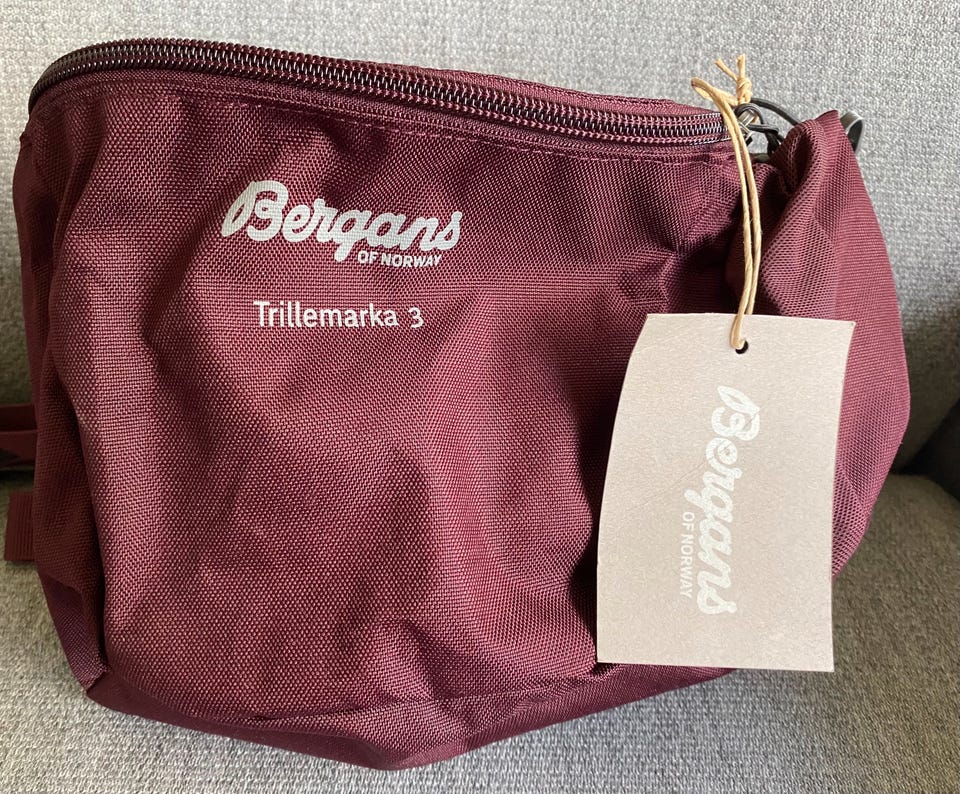 Bergans
OF NORWAY
Trillemarka 3
Bergans
OF NORWAY